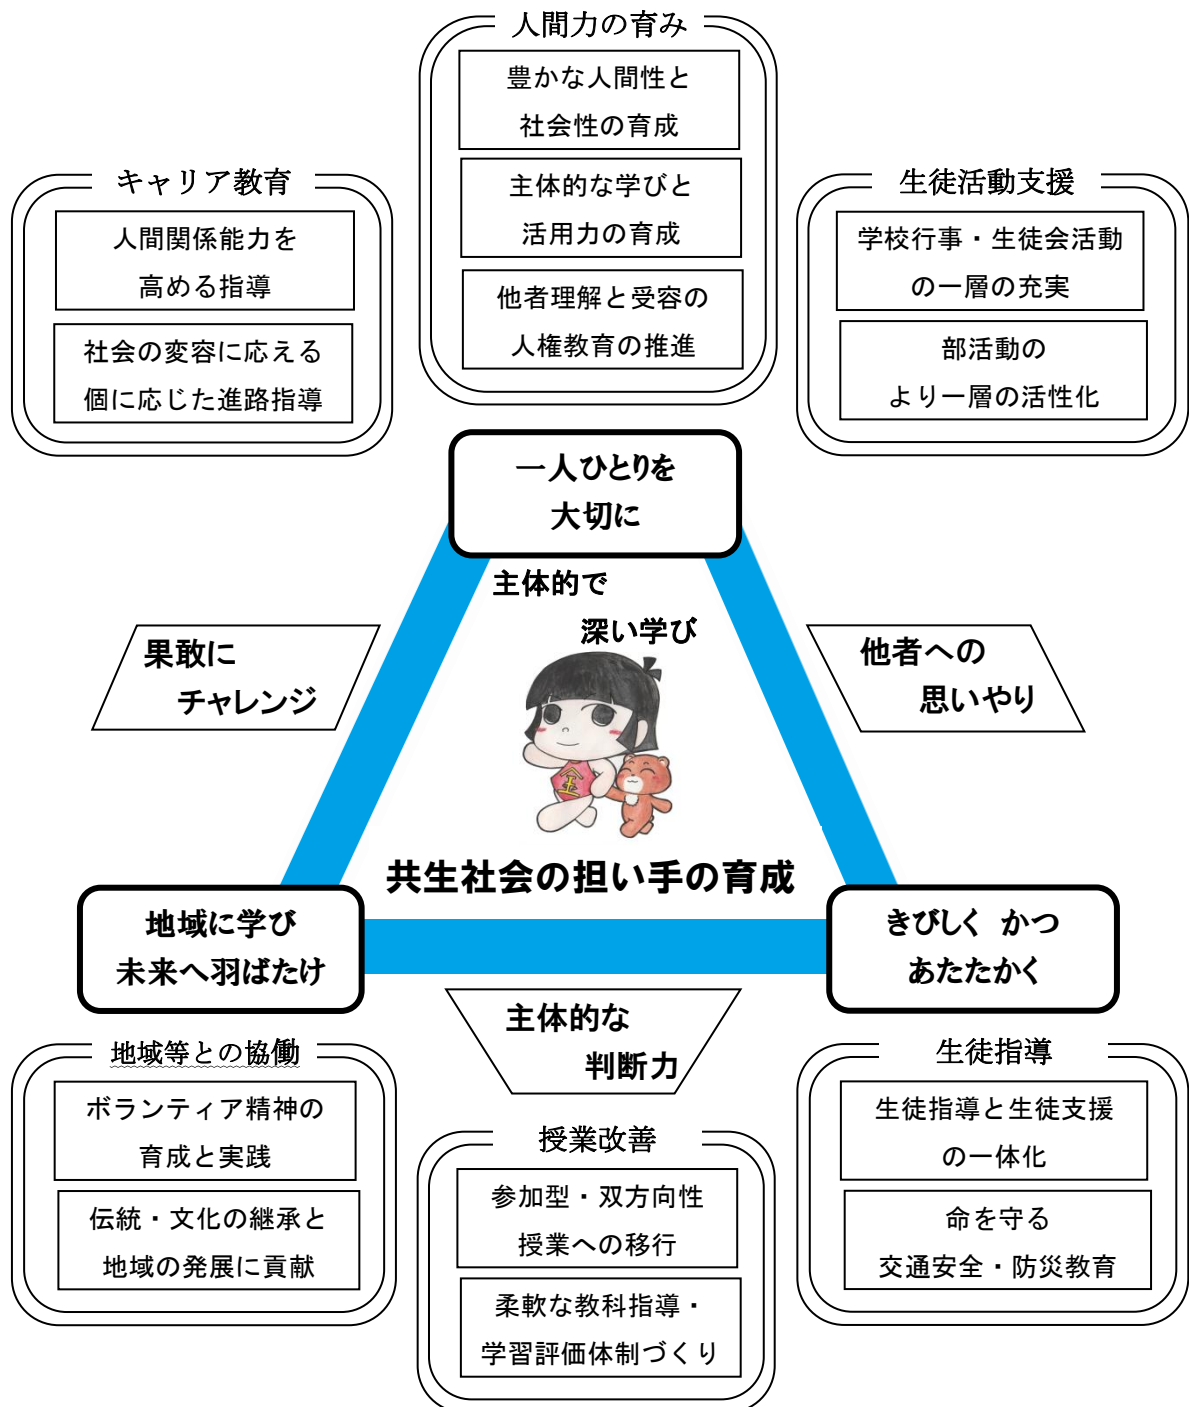 人間力の育み
豊かな人間性と
社会性の育成
主体的な学びと
活用力の育成
他者理解と受容の
人権教育の推進
キャリア教育
人間関係能力を
高める指導
社会の変容に応える
個に応じた進路指導
生徒活動支援
学校行事・生徒会活動
の一層の充実
部活動の
より一層の活性化
一人ひとりを
大切に
主体的で
深い学び
果敢に
チャレンジ
他者への
思いやり
金
共生社会の担い手の育成
地域に学び
未来へ羽ばたけ
きびしく かつ
あたたかく
主体的な
判断力
地域等との協働
ボランティア精神の
育成と実践
伝統・文化の継承と
地域の発展に貢献
授業改善
参加型・双方向性
授業への移行
柔軟な教科指導・
学習評価体制づくり
生徒指導
生徒指導と生徒支援
の一体化
命を守る
交通安全・防災教育